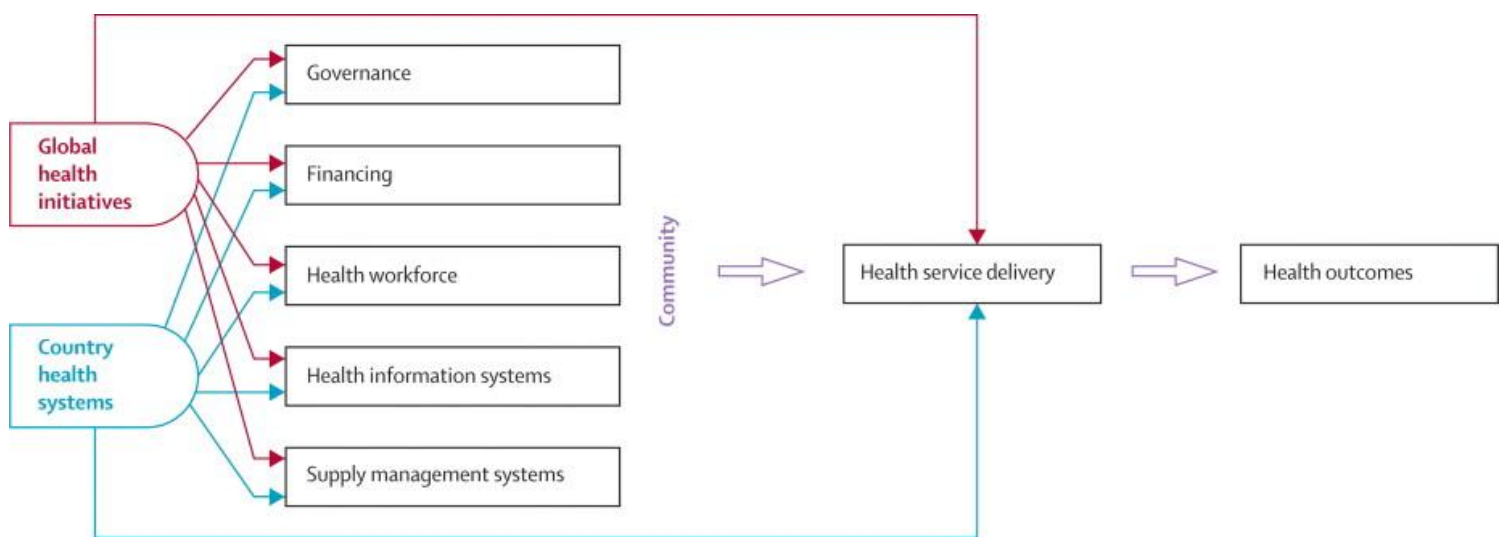 Global
health
initiatives
Country
health
systems
Governance
Financing
Health workforce
Health information systems
Supply management systems
Community
Health service delivery
Health outcomes